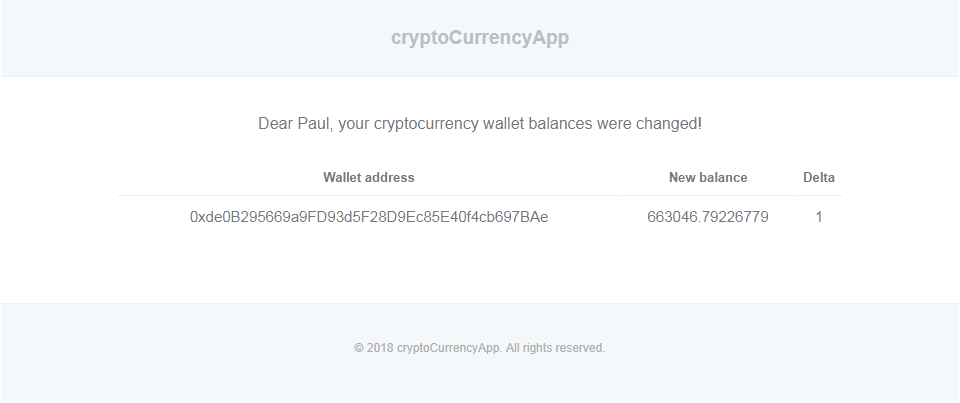 cryptoCurrencyApp
Dear Paul, your cryptocurrency wallet balances were changed!
Wallet address New balance Delta
0xde0B295669a9FD93d5F28D9Ec85E40f4cb697BAe 663046.79226779 1
© 2018 cryptoCurrencyApp. All rights reserved.